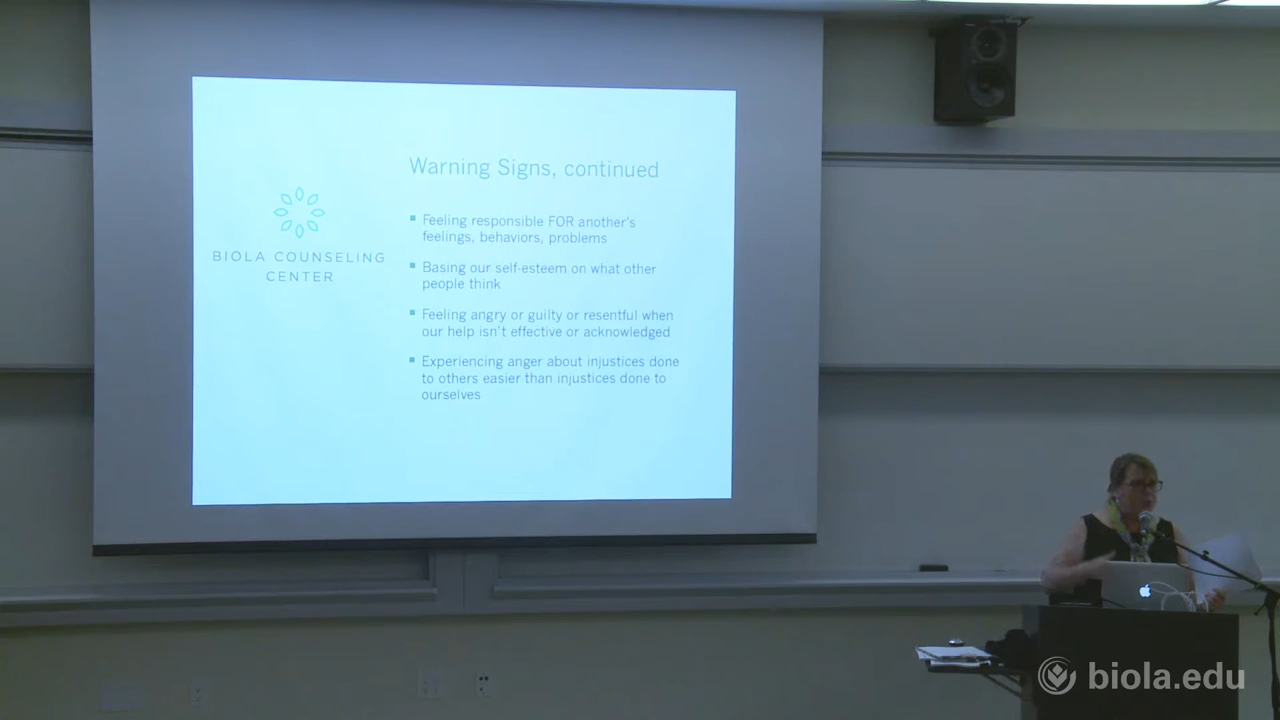 Warning Signs, continued
BIOLA COUNSELING
CENTER
▪ Feeling responsible FOR another's
feelings, behaviors, problems
▪ Basing our self-esteem on what other
people think
▪ Feeling angry or guilty or resentful when
our help isn't effective or acknowledged
▪ Experiencing anger about injustices done
to others easier than injustices done to
ourselves
biola.edu